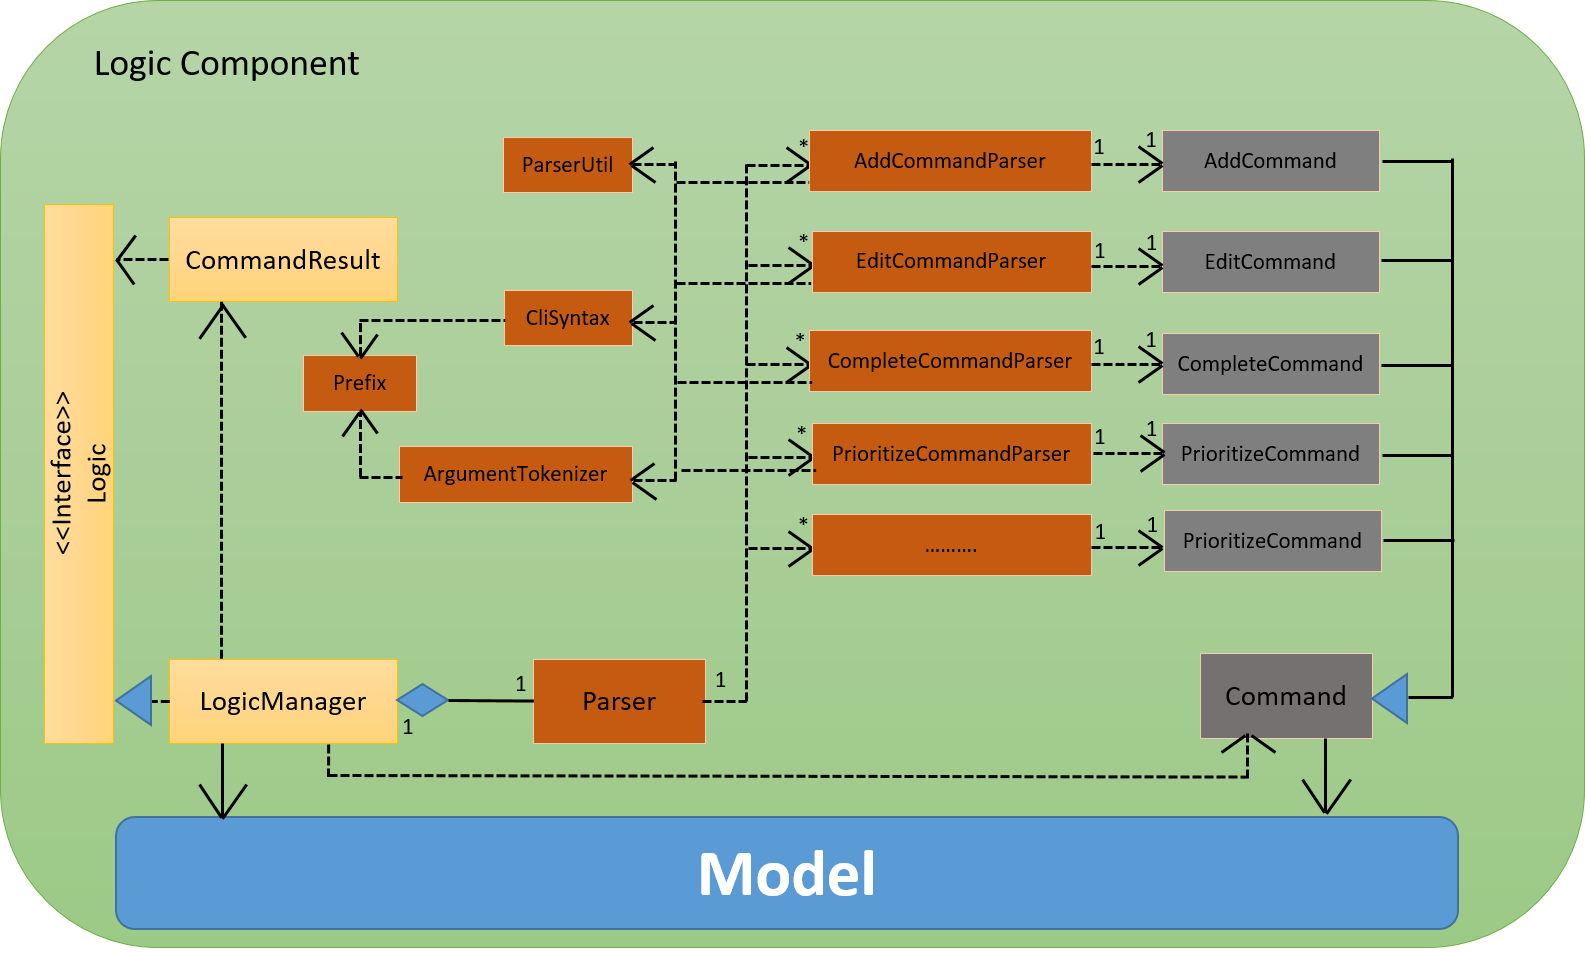 Logic Component
ParserUtil
* AddCommandParser 1 1 AddCommand
CommandResult
* EditCommandParser 1 1 EditCommand
CliSyntax
* CompleteCommandParser 1 1 CompleteCommand
Prefix
<<Interface>>
Logic
ArgumentTokenizer
* PrioritizeCommandParser 1 1 PrioritizeCommand
* .......... 1 1 PrioritizeCommand
LogicManager 1 1 Parser 1
Command
Model